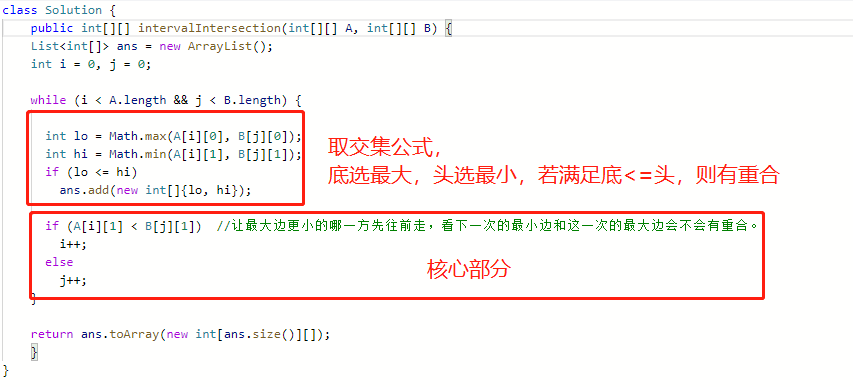 class Solution {
public int[][] intervalIntersection(int[][] A, int[][] B) {
List<int[]> ans = new ArrayList();
int i = 0, j = 0;
while (i < A.length && j < B.length) {
int lo = Math.max(A[i][0], B[j][0]);
int hi = Math.min(A[i][1], B[j][1]);
if (lo <= hi)
ans.add(new int[]{lo, hi});
取交集公式，
底选最大，头选最小，若满足底<=头，则有重合
if (A[i][1] < B[j][1])  //让最大边更小的哪一方先往前走，看下一次的最小边和这一次的最大边会不会有重合。
i++;
else
j++;
核心部分
}
return ans.toArray(new int[ans.size()][]);
}
}